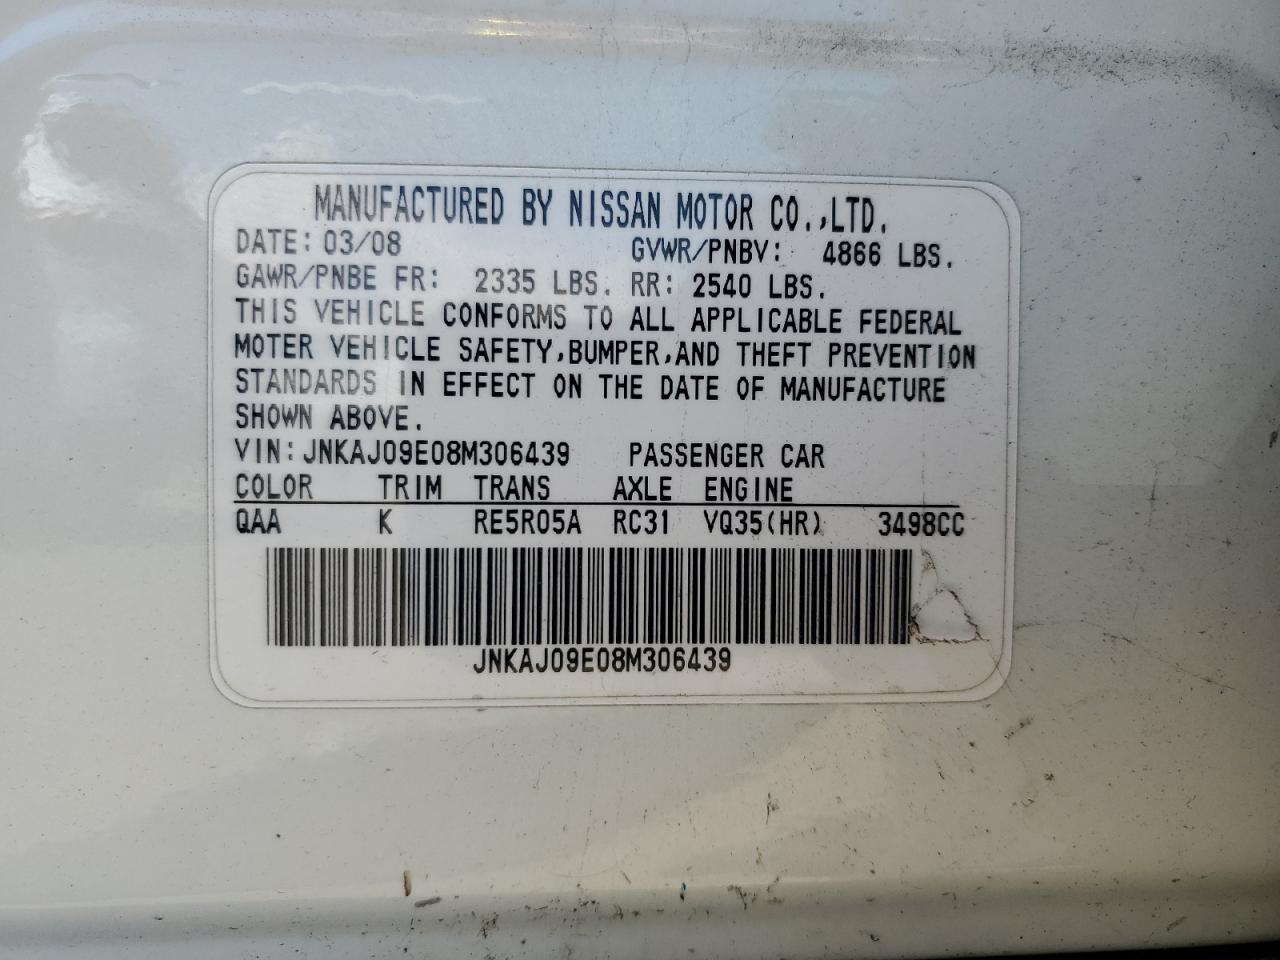 MANUFACTURED BY NISSAN MOTOR CO.,LTD.
DATE: 03/08 GVWR/PNBV: 4866 LBS.
GAWR/PNBE FR: 2335 LBS. RR: 2540 LBS.
THIS VEHICLE CONFORMS TO ALL APPLICABLE FEDERAL
MOTER VEHICLE SAFETY,BUMPER,AND THEFT PREVENTION
STANDARDS IN EFFECT ON THE DATE OF MANUFACTURE
SHOWN ABOVE.
VIN:JNKAJ09E08M306439 PASSENGER CAR
COLOR TRIM TRANS AXLE ENGINE
QAA K RE5R05A RC31 VQ35(HR) 3498CC
JNKAJ09E08M306439